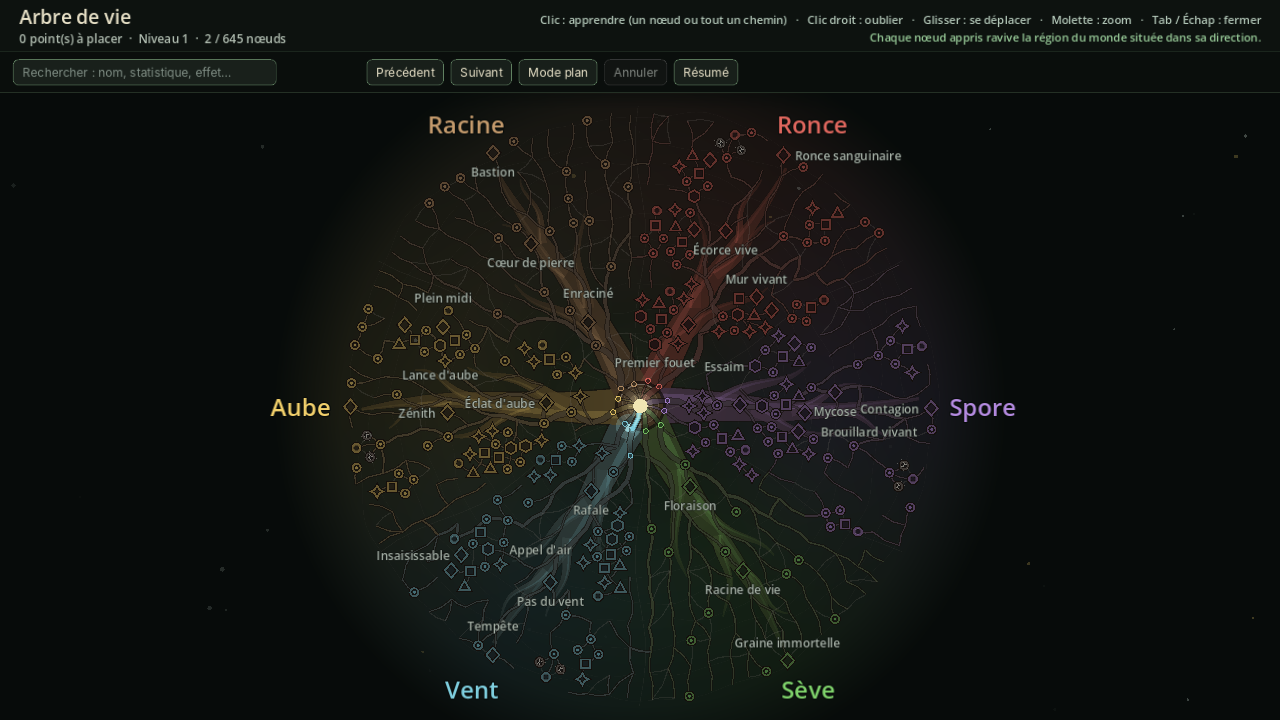 Arbre de vie
0 point(s) à placer · Niveau 1 · 2 / 645 nœuds
Clic : apprendre (un nœud ou tout un chemin) · Clic droit : oublier · Glisser : se déplacer · Molette : zoom · Tab / Échap : fermer
Chaque nœud appris ravive la région du monde située dans sa direction.
Rechercher : nom, statistique, effet...
Précédent
Suivant
Mode plan
Annuler
Résumé
Racine
Ronce
Ronce sanguinaire
Bastion
Écorce vive
Cœur de pierre
Mur vivant
Enraciné
Plein midi
Premier fouet
Essaim
Lance d'aube
Aube
Zénith
Éclat d'aube
Mycose
Contagion
Spore
Brouillard vivant
Rafale
Floraison
Insaisissable
Appel d'air
Racine de vie
Pas du vent
Tempête
Graine immortelle
Vent
Sève